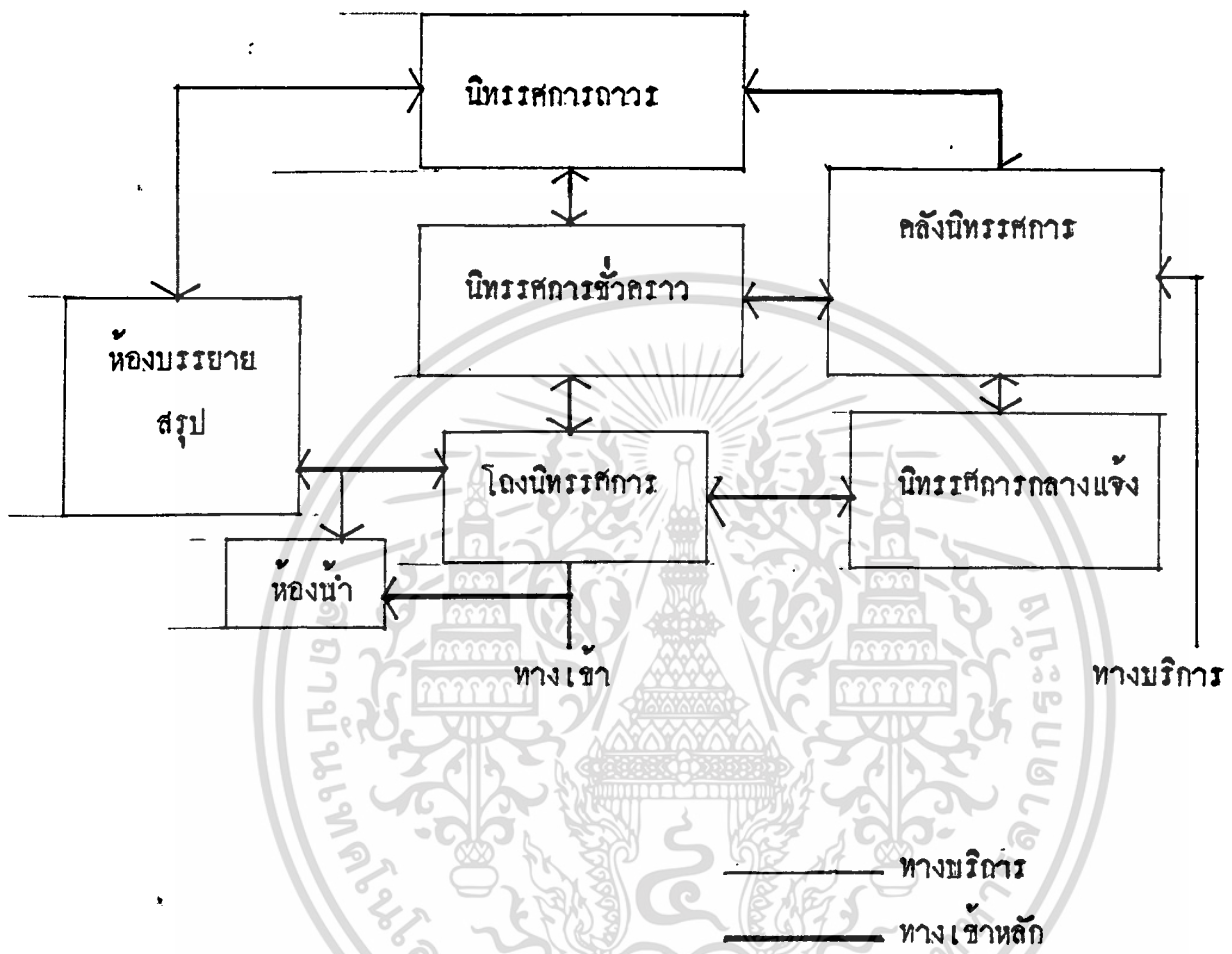 นิทรรศการถาวร
คลังนิทรรศการ
นิทรรศการชั่วคราว
ห้องบรรยาย
สรุป
โถงนิทรรศการ
นิทรรศการกลางแจ้ง
ห้องน้ำ
ทางเข้า
ทางบริการ
ทางบริการ
ทางเข้าหลัก